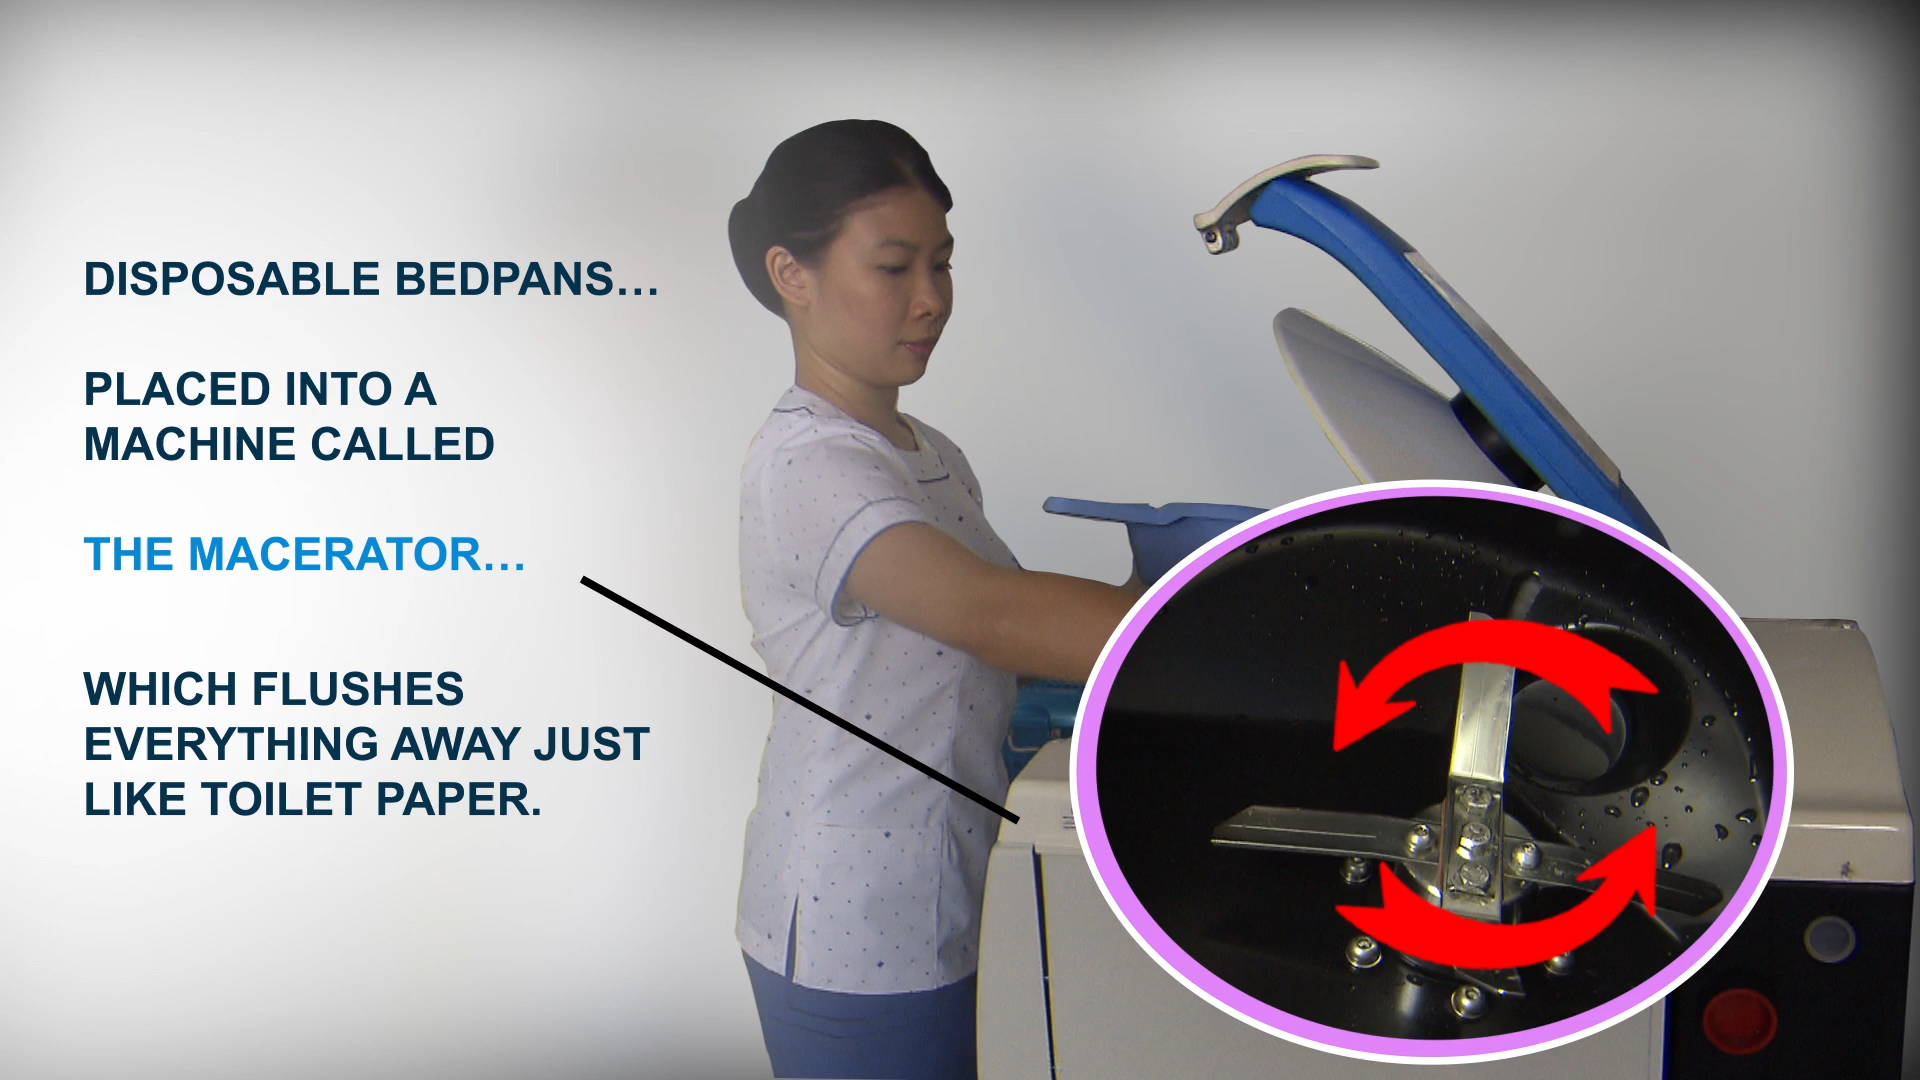 DISPOSABLE BEDPANS…
PLACED INTO A
MACHINE CALLED
THE MACERATOR…
WHICH FLUSHES
EVERYTHING AWAY JUST
LIKE TOILET PAPER.